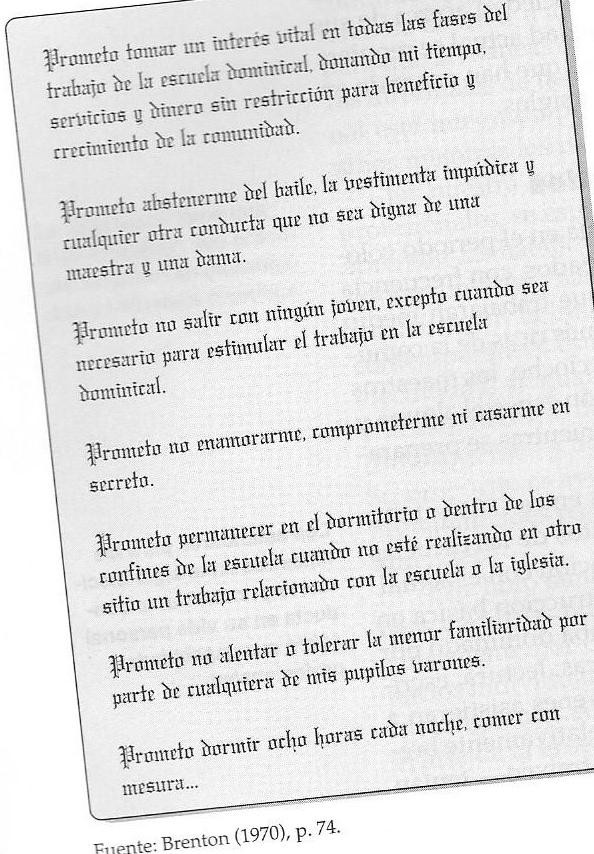 Prometo tomar un interés vital en todas las fases del
trabajo de la escuela dominical, donando mi tiempo,
servicios y dinero sin restricción para beneficio y
crecimiento de la comunidad.
Prometo abstenerme del baile, la vestimenta impúdica y
cualquier otra conducta que no sea digna de una
maestra y una dama.
Prometo no salir con ningún joven, excepto cuando sea
necesario para estimular el trabajo en la escuela
dominical.
Prometo no enamorarme, comprometerme ni casarme en
secreto.
Prometo permanecer en el dormitorio o dentro de los
confines de la escuela cuando no esté realizando en otro
sitio un trabajo relacionado con la escuela o la iglesia.
Prometo no alentar o tolerar la menor familiaridad por
parte de cualquiera de mis pupilos varones.
Prometo dormir ocho horas cada noche, comer con
mesura...
Fuente: Brenton (1970), p. 74.